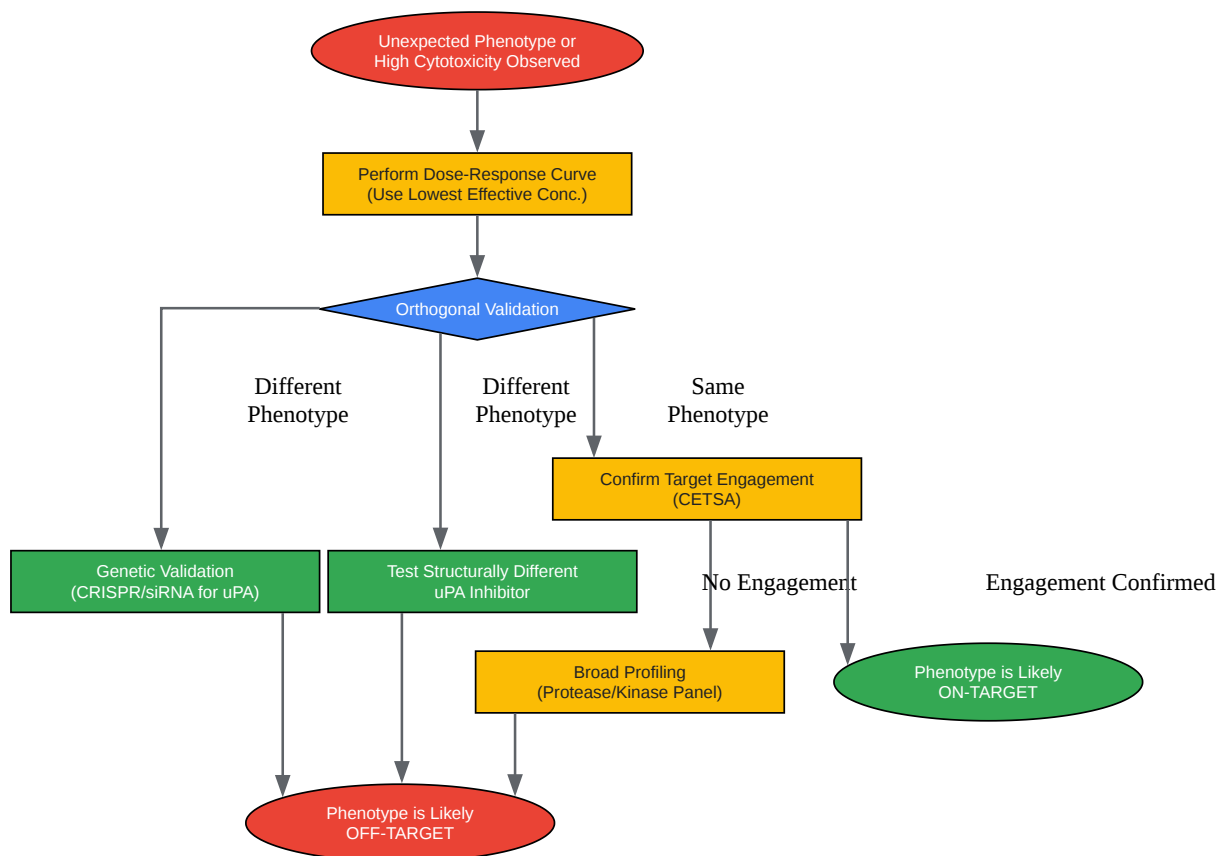 Unexpected Phenotype or
High Cytotoxicity Observed
Perform Dose-Response Curve
(Use Lowest Effective Conc.)
Orthogonal Validation
Different
Phenotype
Different
Phenotype
Same
Phenotype
Confirm Target Engagement
(CETSA)
Genetic Validation
(CRISPR/siRNA for uPA)
Test Structurally Different
uPA Inhibitor
No Engagement
Engagement Confirmed
Broad Profiling
(Protease/Kinase Panel)
Phenotype is Likely
ON-TARGET
Phenotype is Likely
OFF-TARGET